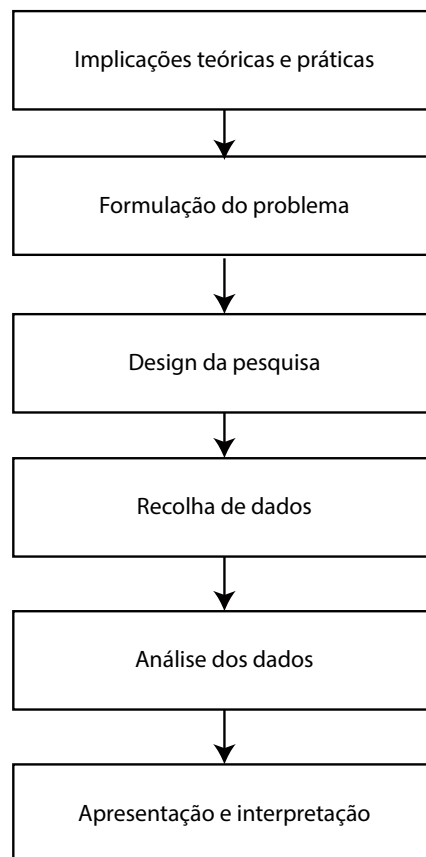 Implicações teóricas e práticas
Formulação do problema
Design da pesquisa
Recolha de dados
Análise dos dados
Apresentação e interpretação